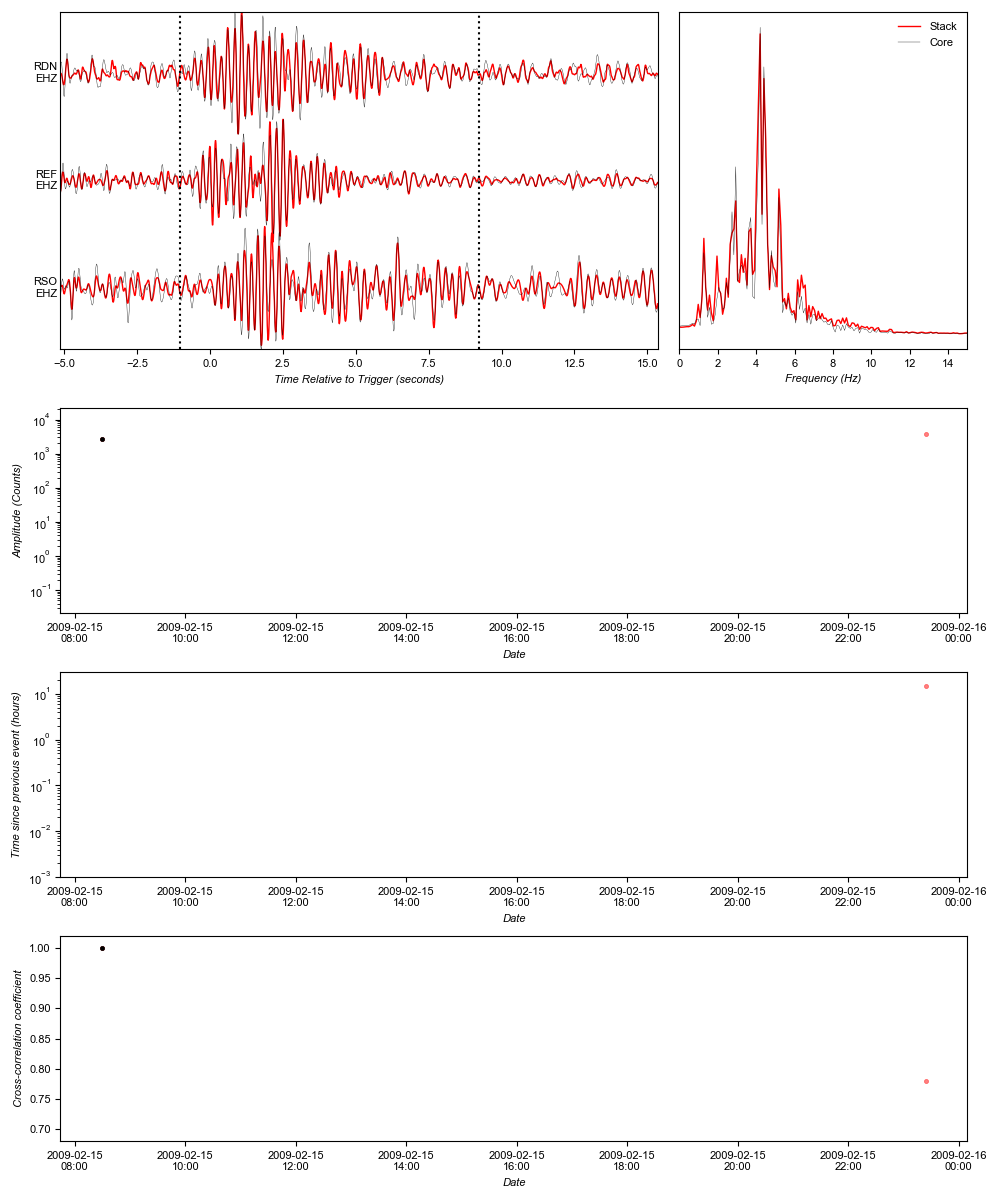 RDN
EHZ
REF
EHZ
RSO
EHZ
−5.0 −2.5 0.0 2.5 5.0 7.5 10.0 12.5 15.0
Time Relative to Trigger (seconds)
Stack
Core
0 2 4 6 8 10 12 14
Frequency (Hz)
10⁴
10³
10²
10¹
10⁰
10⁻¹
Amplitude (Counts)
2009-02-15 2009-02-15 2009-02-15 2009-02-15 2009-02-15 2009-02-15 2009-02-15 2009-02-15 2009-02-16
08:00 10:00 12:00 14:00 16:00 18:00 20:00 22:00 00:00
Date
10¹
10⁰
10⁻¹
10⁻²
10⁻³
Time since previous event (hours)
2009-02-15 2009-02-15 2009-02-15 2009-02-15 2009-02-15 2009-02-15 2009-02-15 2009-02-15 2009-02-16
08:00 10:00 12:00 14:00 16:00 18:00 20:00 22:00 00:00
Date
1.00
0.95
0.90
0.85
0.80
0.75
0.70
Cross-correlation coefficient
2009-02-15 2009-02-15 2009-02-15 2009-02-15 2009-02-15 2009-02-15 2009-02-15 2009-02-15 2009-02-16
08:00 10:00 12:00 14:00 16:00 18:00 20:00 22:00 00:00
Date